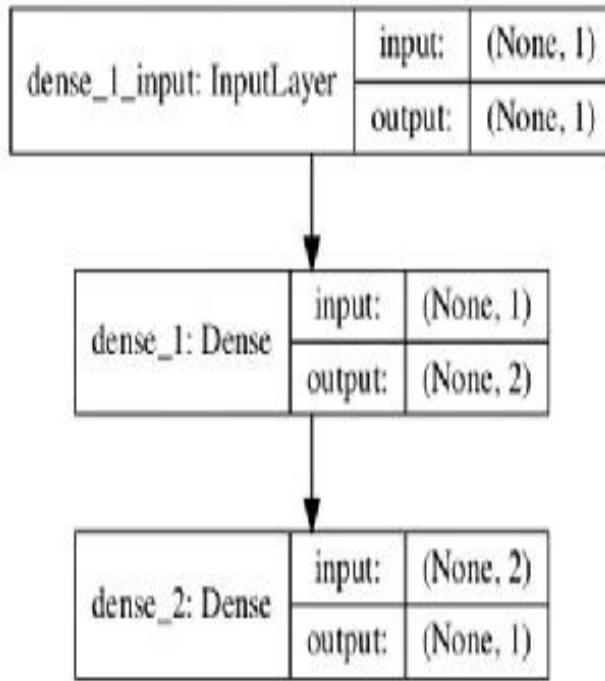 dense_1_input: InputLayer
input: (None, 1)
output: (None, 1)
dense_1: Dense
input: (None, 1)
output: (None, 2)
dense_2: Dense
input: (None, 2)
output: (None, 1)